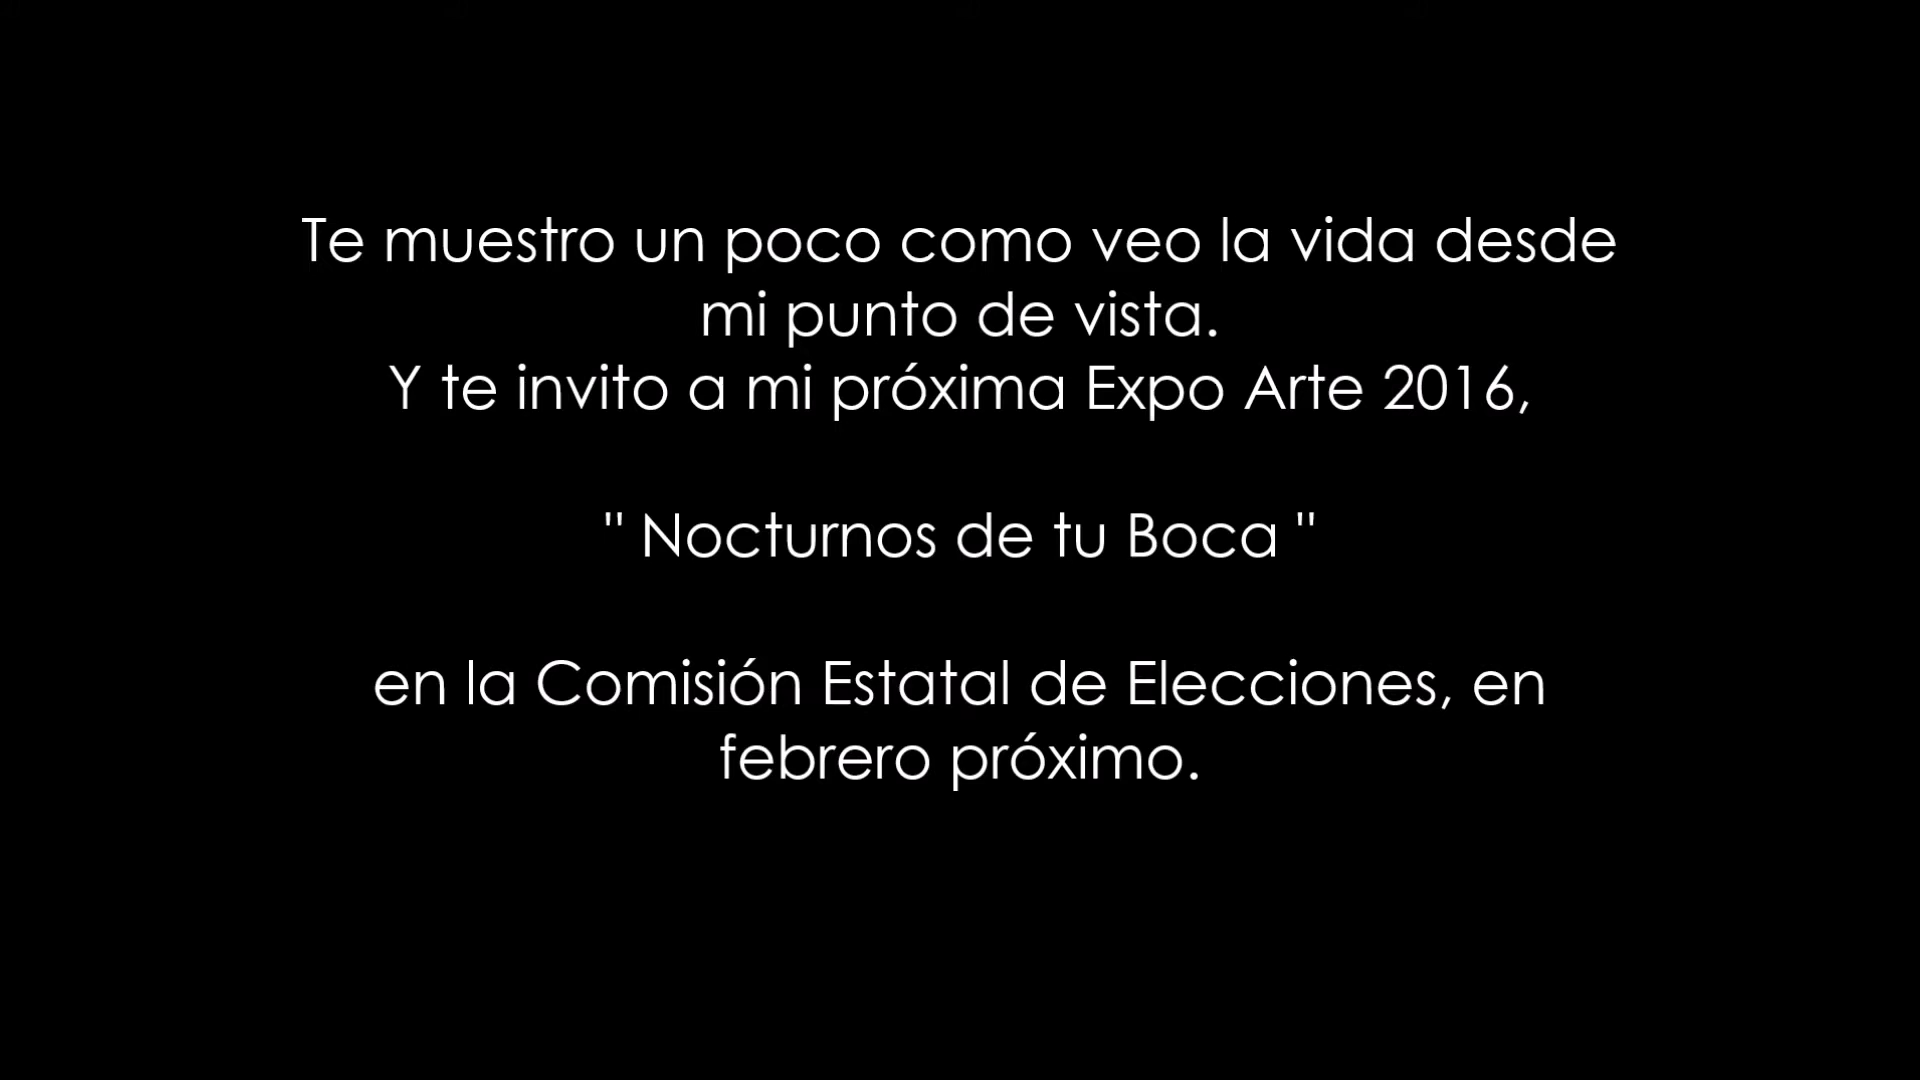 Te muestro un poco como veo la vida desde
mi punto de vista.
Y te invito a mi próxima Expo Arte 2016,
" Nocturnos de tu Boca "
en la Comisión Estatal de Elecciones, en
febrero próximo.